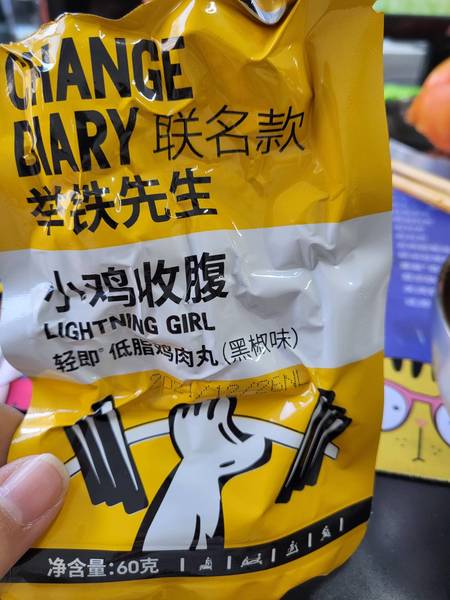 CHANGE
DIARY 联名款
举铁先生
小鸡收腹
LIGHTNING GIRL
轻即® 低脂鸡肉丸(黑椒味)
净含量:60克